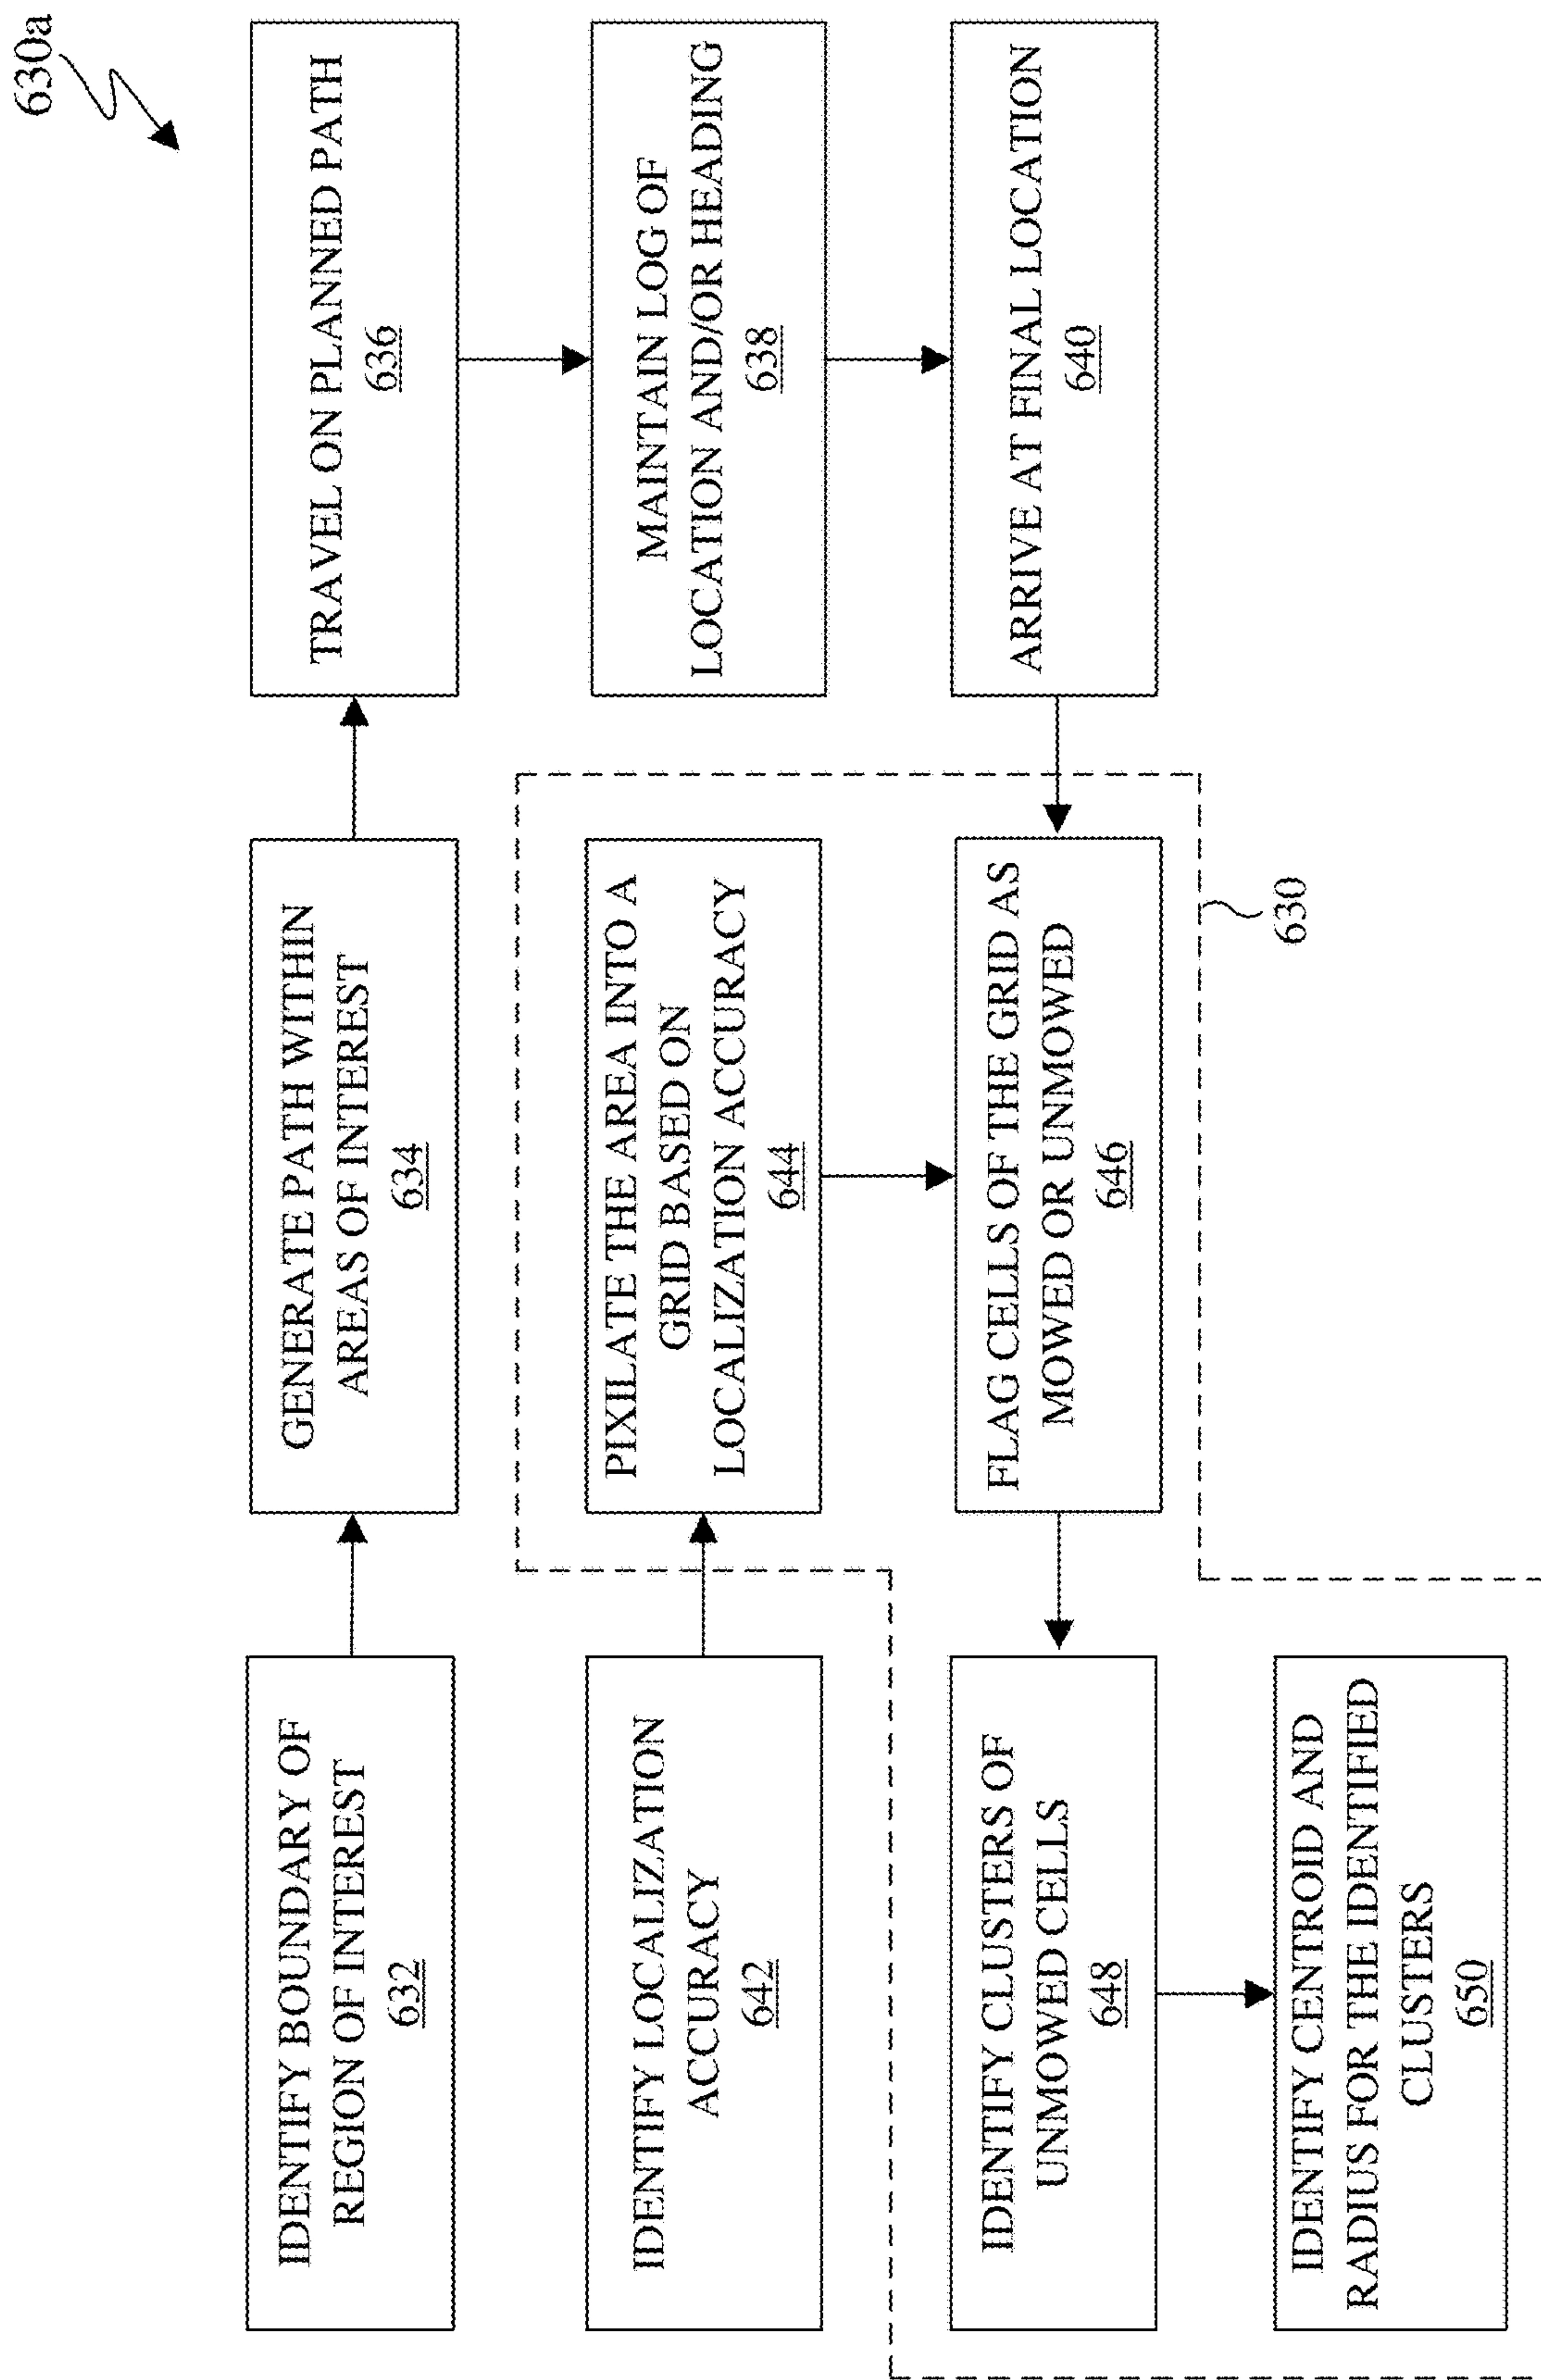 630a
IDENTIFY BOUNDARY OF
REGION OF INTEREST
632
GENERATE PATH WITHIN
AREAS OF INTEREST
634
TRAVEL ON PLANNED PATH
636
IDENTIFY LOCALIZATION
ACCURACY
642
PIXILATE THE AREA INTO A
GRID BASED ON
LOCALIZATION ACCURACY
644
MAINTAIN LOG OF
LOCATION AND/OR HEADING
638
IDENTIFY CLUSTERS OF
UNMOWED CELLS
648
FLAG CELLS OF THE GRID AS
MOWED OR UNMOWED
646
ARRIVE AT FINAL LOCATION
640
IDENTIFY CENTROID AND
RADIUS FOR THE IDENTIFIED
CLUSTERS
650
630